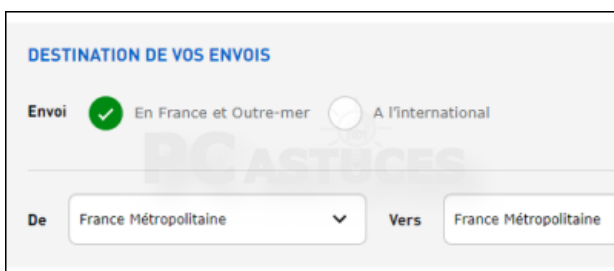 DESTINATION DE VOS ENVOIS
Envoi En France et Outre-mer A l'international
PC ASTUCES
De France Métropolitaine Vers France Métropolitaine